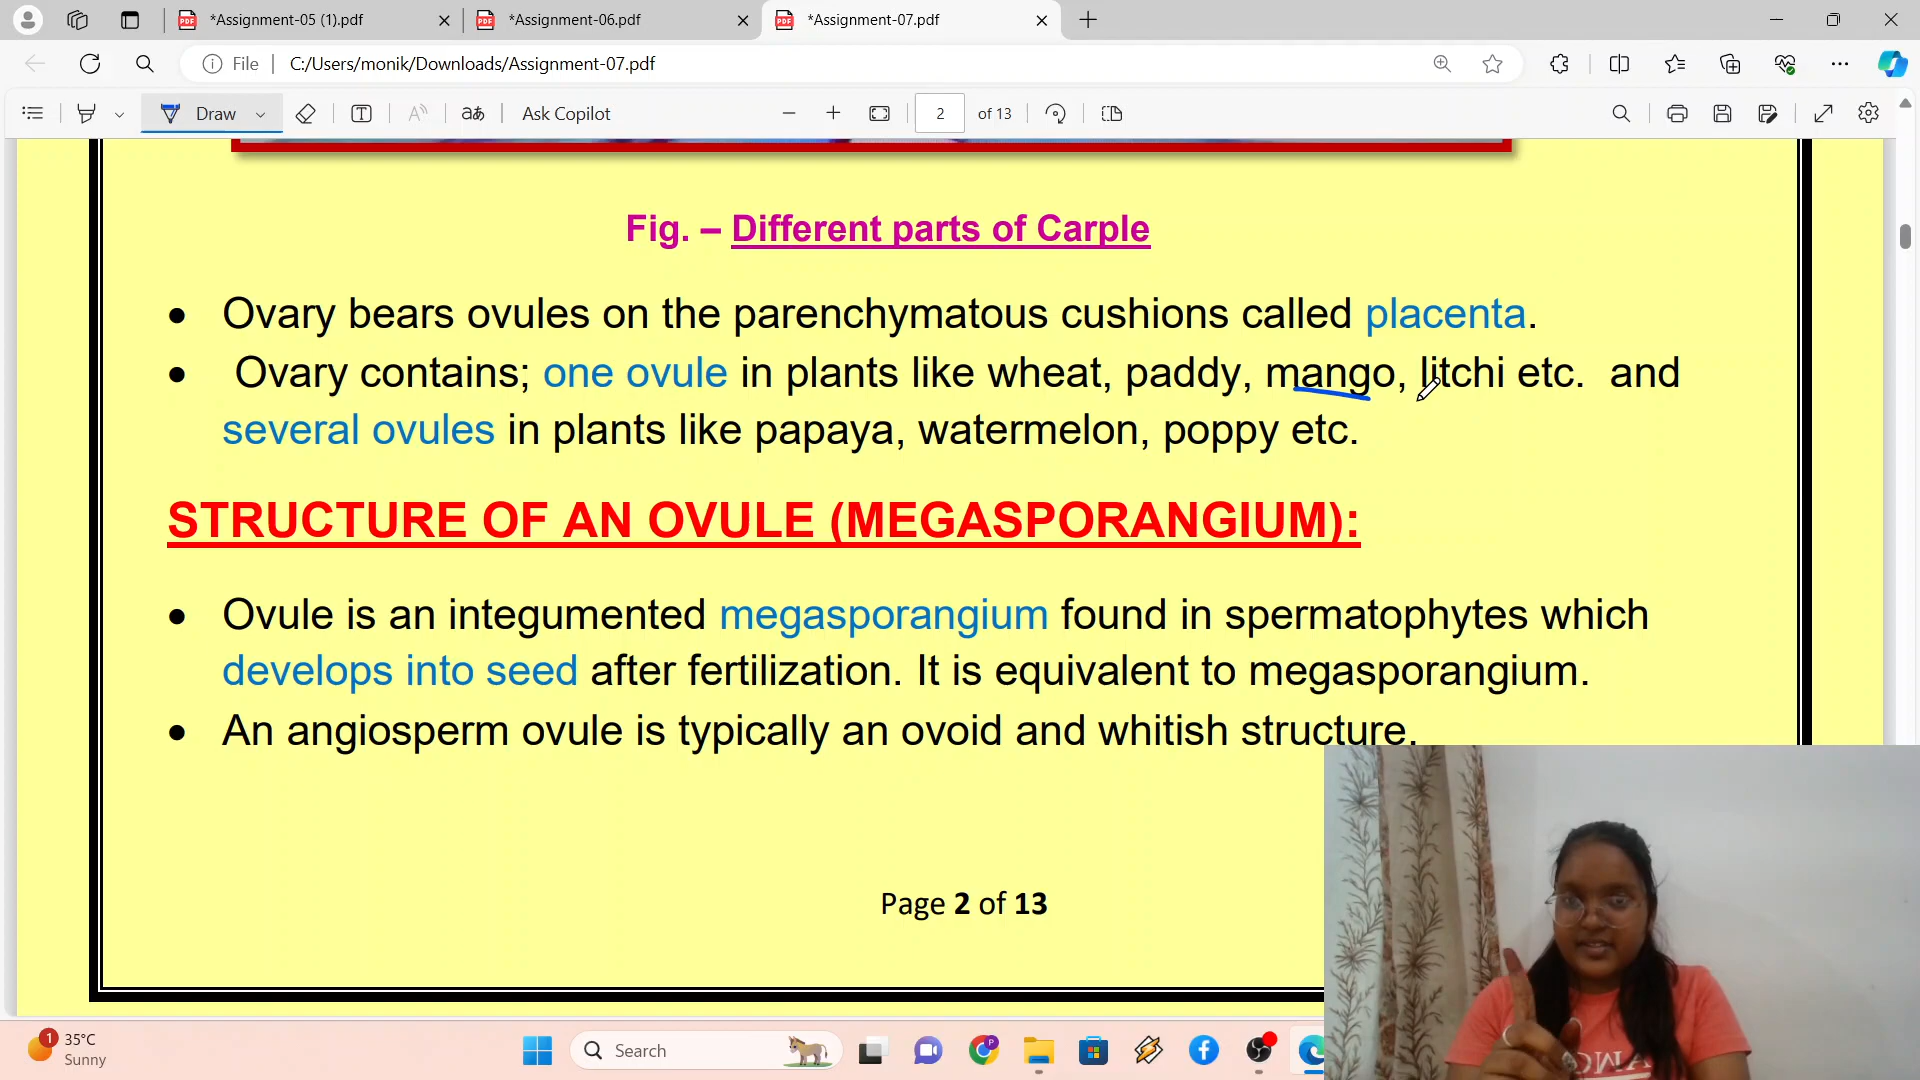 *Assignment-05 (1).pdf
*Assignment-06.pdf
*Assignment-07.pdf
File
C:/Users/monik/Downloads/Assignment-07.pdf
Draw
Ask Copilot
2
of 13
Fig. – Different parts of Carple
• Ovary bears ovules on the parenchymatous cushions called placenta.
• Ovary contains; one ovule in plants like wheat, paddy, mango, litchi etc. and
several ovules in plants like papaya, watermelon, poppy etc.
STRUCTURE OF AN OVULE (MEGASPORANGIUM):
• Ovule is an integumented megasporangium found in spermatophytes which
develops into seed after fertilization. It is equivalent to megasporangium.
• An angiosperm ovule is typically an ovoid and whitish structure.
Page 2 of 13
1
35°C
Sunny
Search